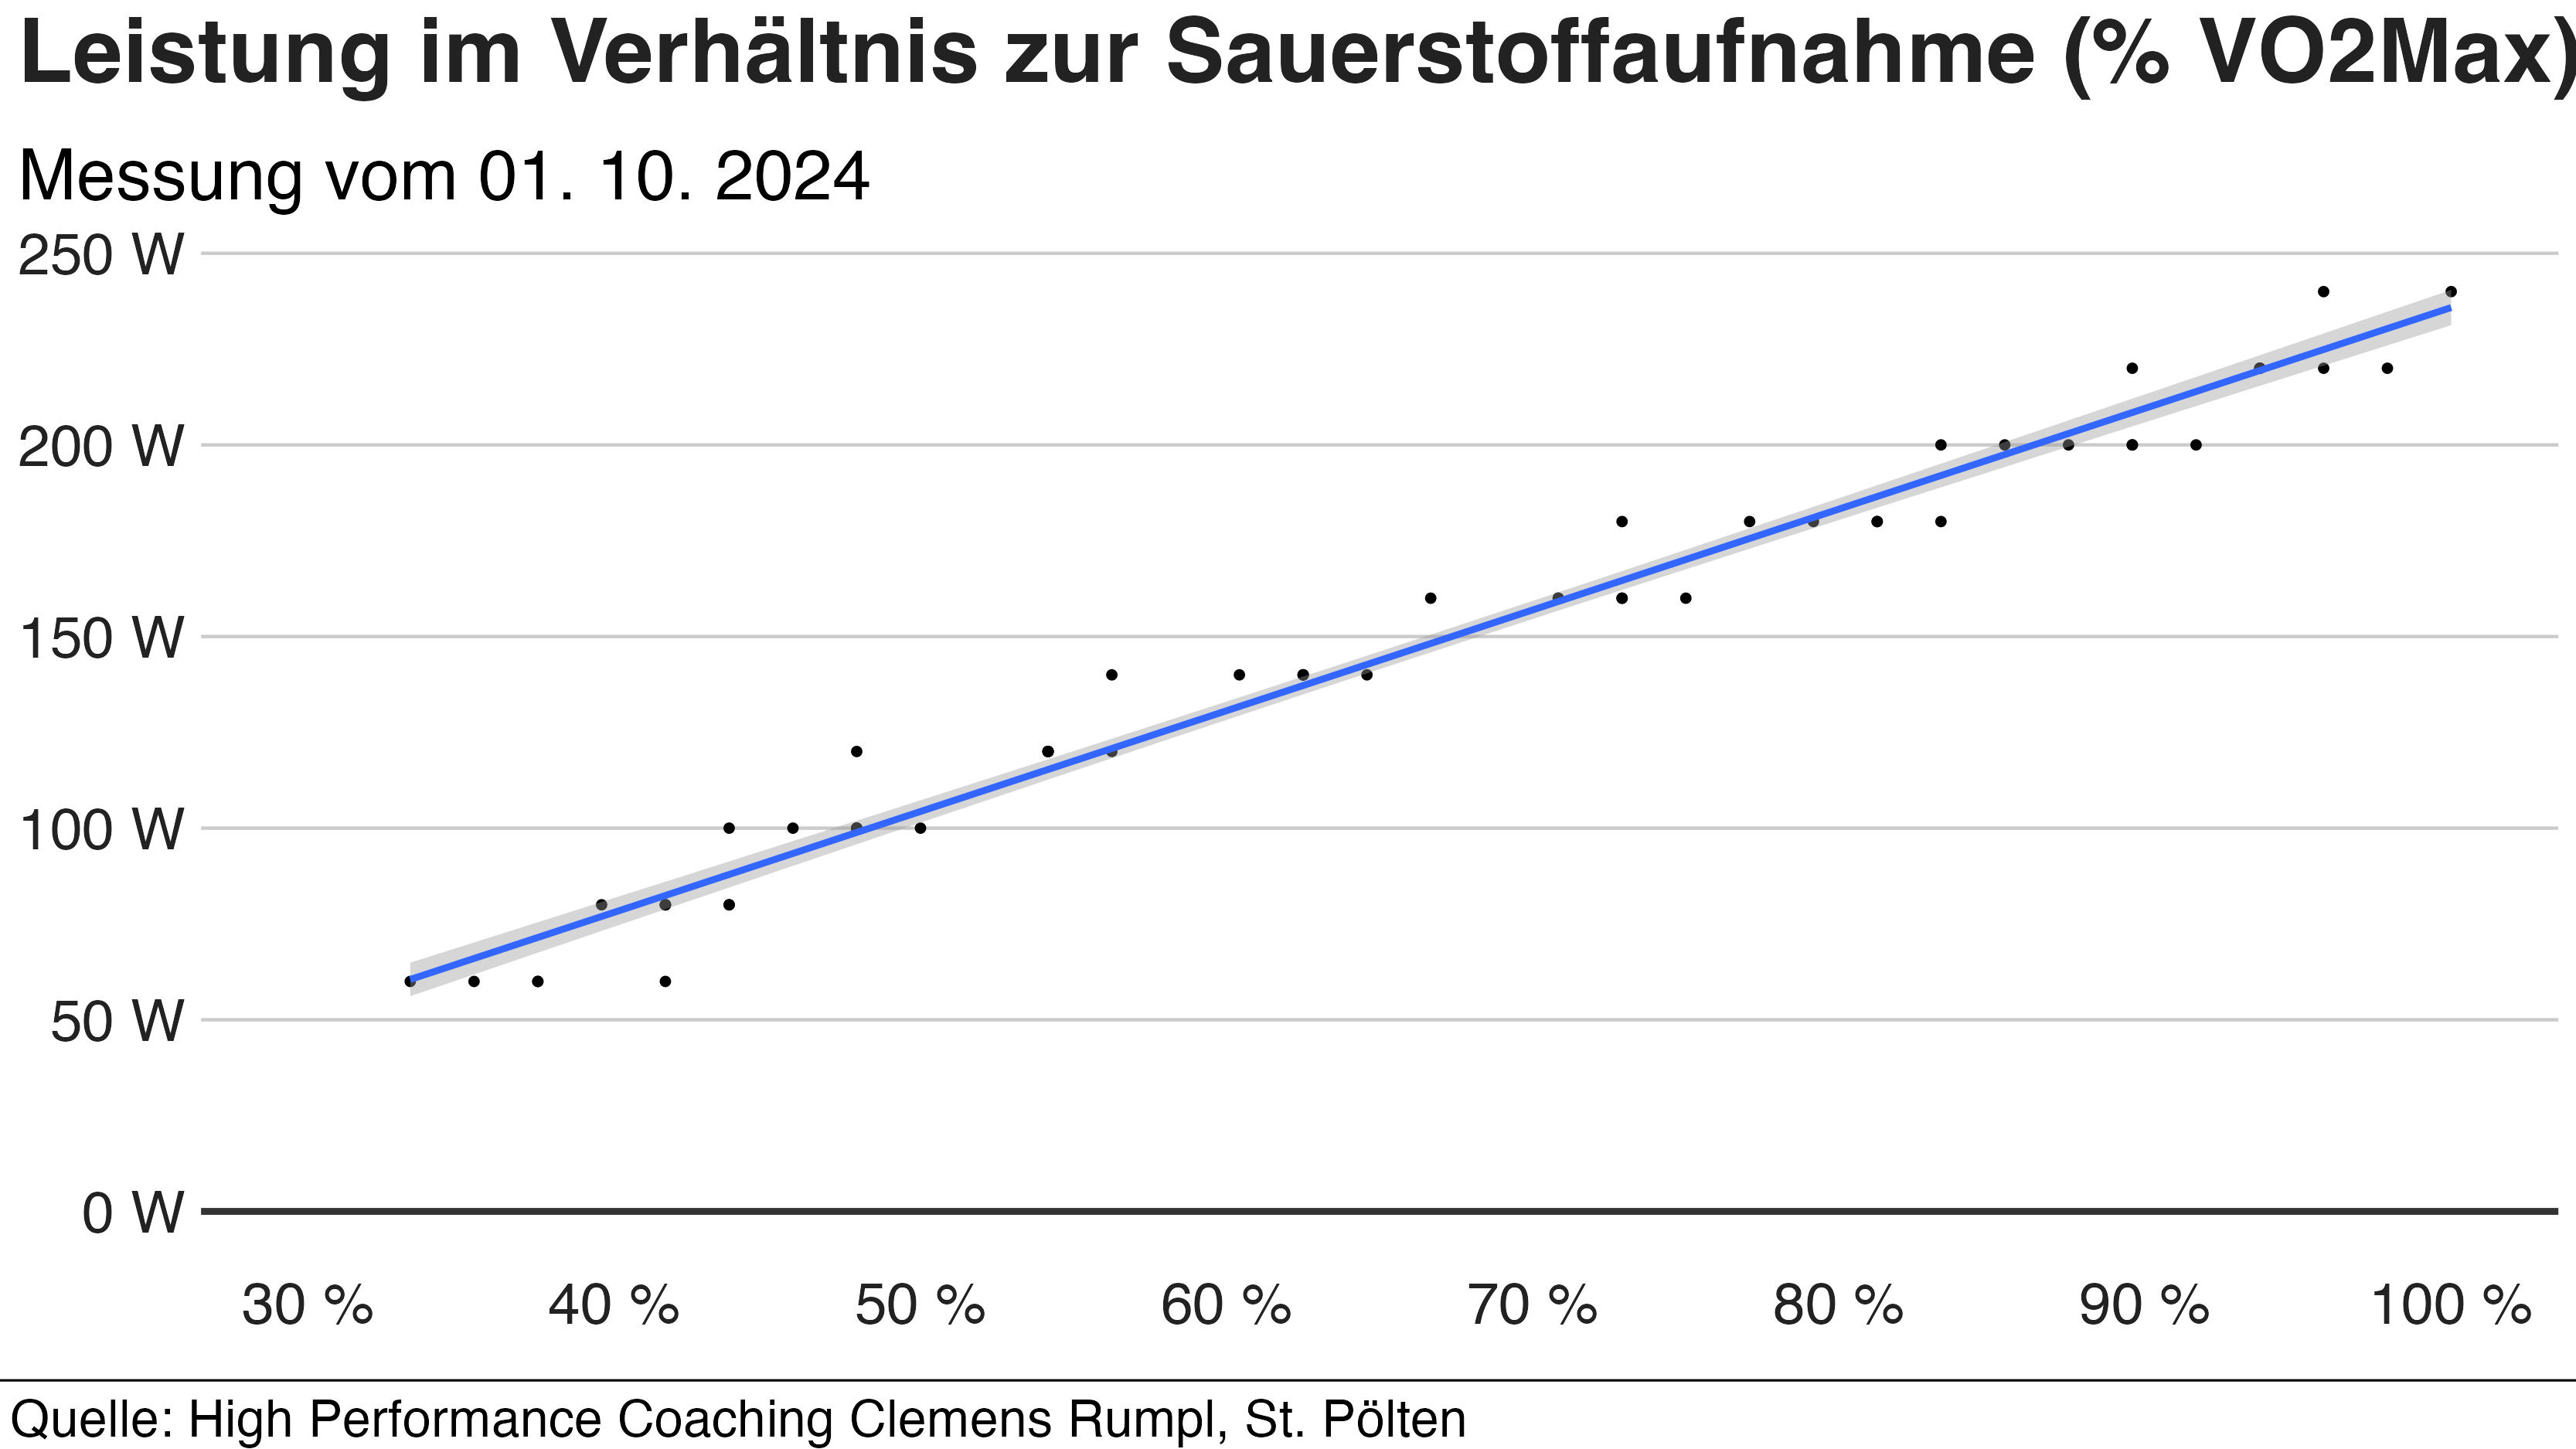 Leistung im Verhältnis zur Sauerstoffaufnahme (% VO2Max)
Messung vom 01. 10. 2024
250 W
200 W
150 W
100 W
50 W
0 W
30 % 40 % 50 % 60 % 70 % 80 % 90 % 100 %
Quelle: High Performance Coaching Clemens Rumpl, St. Pölten